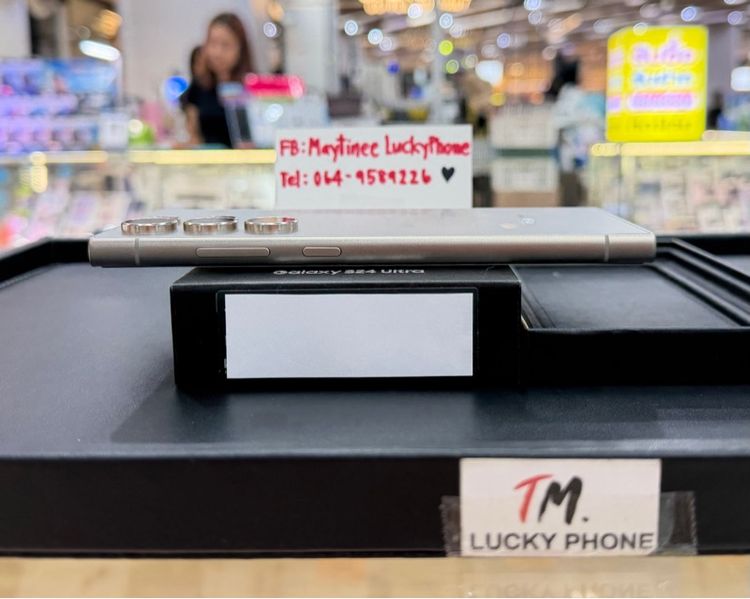 FB: Maytinee LuckyPhone
Tel: 064-9589226 ♥
Galaxy S24 Ultra
TM.
LUCKY PHONE